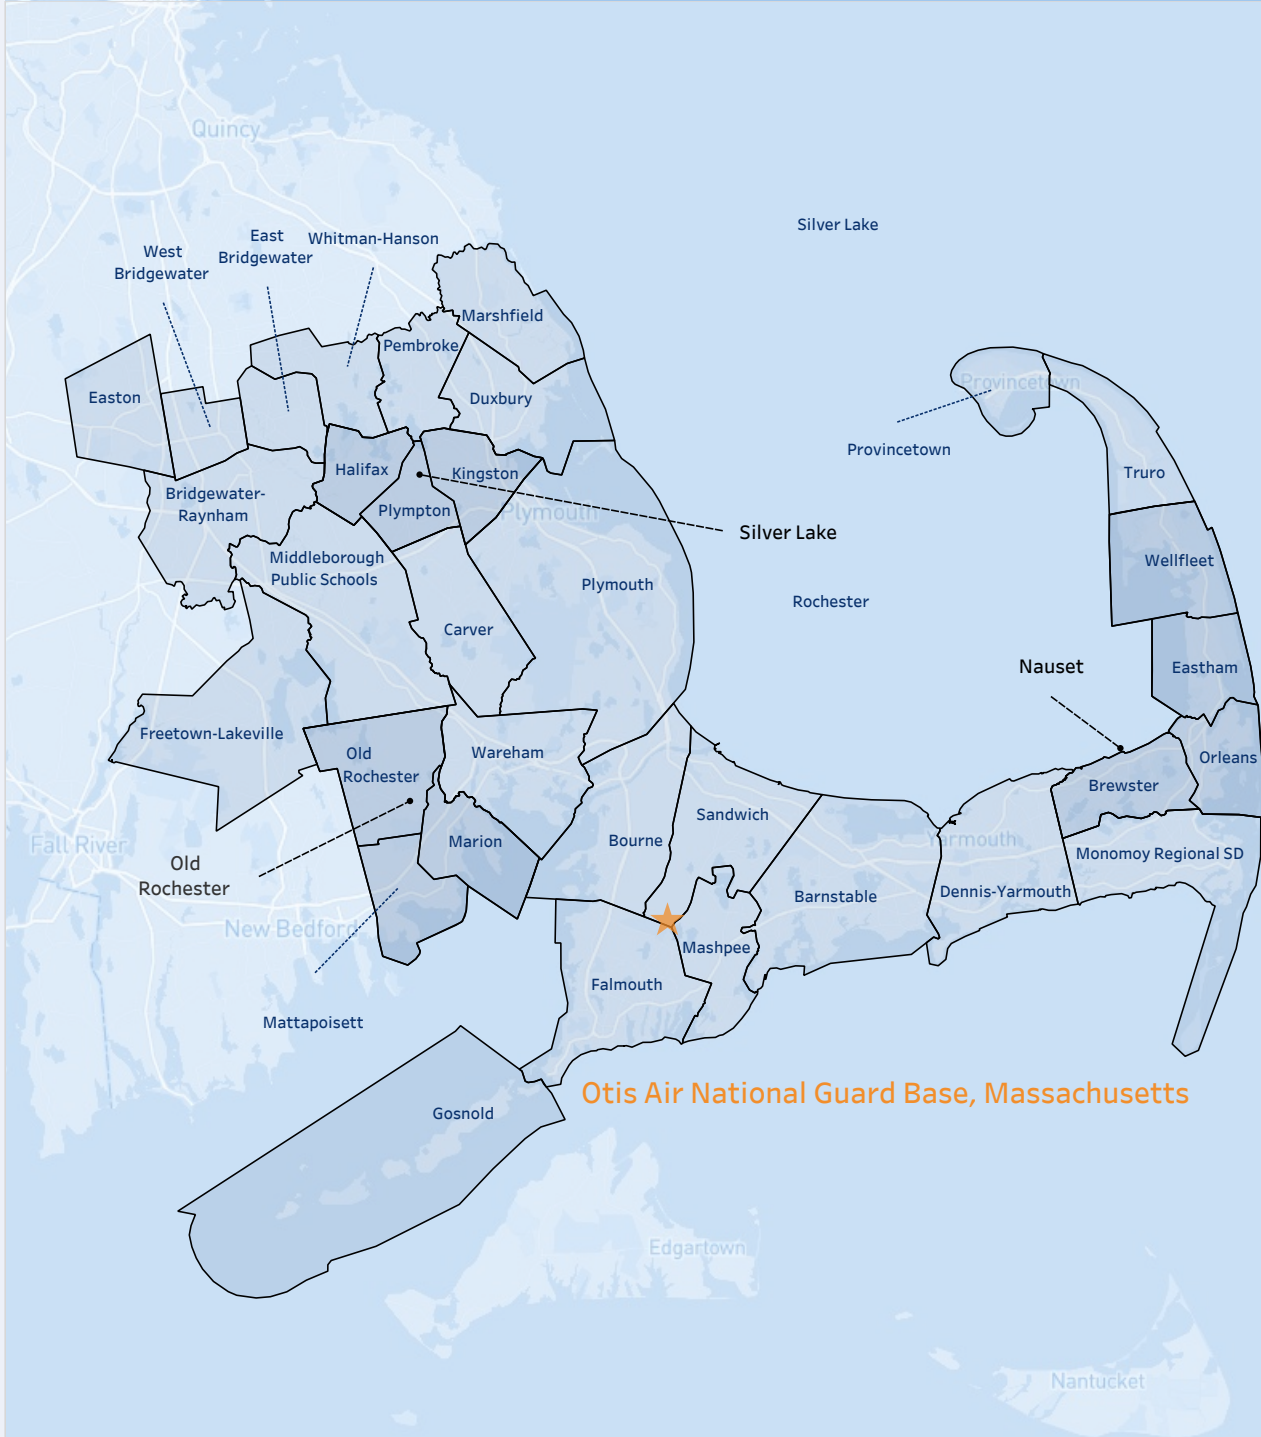 Quincy
Silver Lake
East
Bridgewater
Whitman-Hanson
West
Bridgewater
Marshfield
Pembroke
Provincetown
Easton
Duxbury
Provincetown
Halifax
Kingston
Truro
Bridgewater-
Raynham
Plympton
Plymouth
Silver Lake
Middleborough
Public Schools
Wellfleet
Plymouth
Rochester
Carver
Nauset
Eastham
Freetown-Lakeville
Old
Rochester
Wareham
Orleans
Brewster
Sandwich
Fall River
Marion
Bourne
Yarmouth
Monomoy Regional SD
Old
Rochester
Barnstable
Dennis-Yarmouth
New Bedford
Mashpee
Falmouth
Mattapoisett
Otis Air National Guard Base, Massachusetts
Gosnold
Edgartown
Nantucket